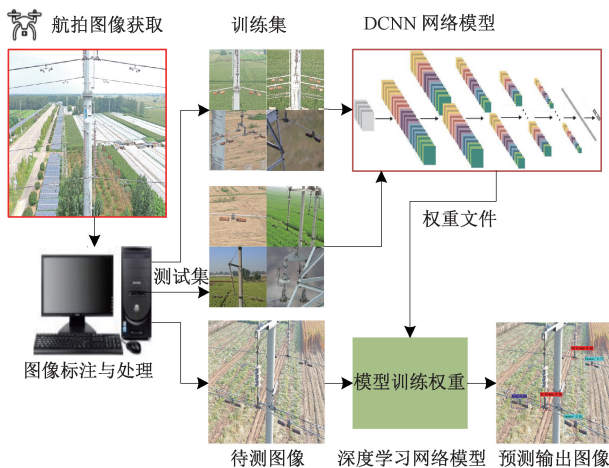 航拍图像获取
训练集
DCNN 网络模型
权重文件
测试集
图像标注与处理
模型训练权重
待测图像
深度学习网络模型
预测输出图像